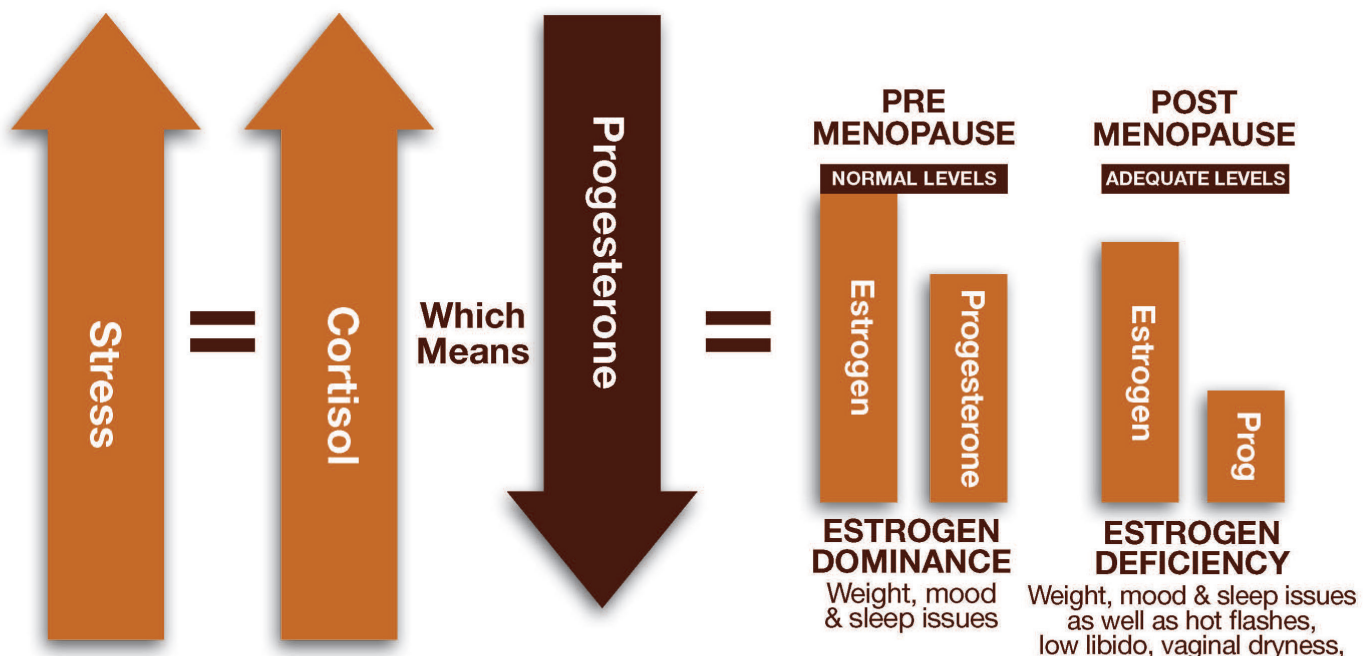 Stress
=
Cortisol
Which
Means
Progesterone
=
PRE
MENOPAUSE
NORMAL LEVELS
Estrogen
Progesterone
ESTROGEN
DOMINANCE
Weight, mood
& sleep issues
POST
MENOPAUSE
ADEQUATE LEVELS
Estrogen
Prog
ESTROGEN
DEFICIENCY
Weight, mood & sleep issues
as well as hot flashes,
low libido, vaginal dryness,